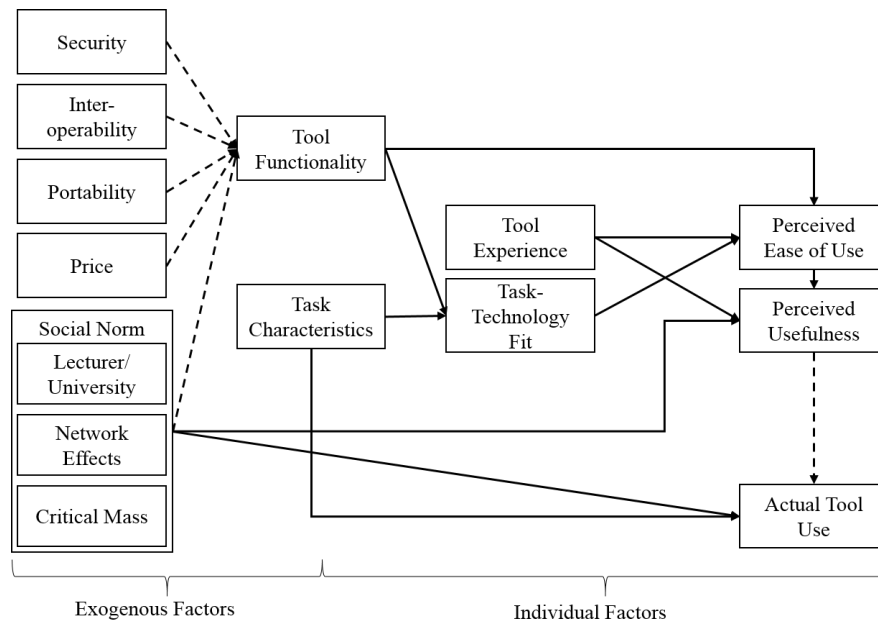 Security
Inter-
operability
Portability
Price
Social Norm
Lecturer/
University
Network
Effects
Critical Mass
Tool
Functionality
Task
Characteristics
Tool
Experience
Task-
Technology
Fit
Perceived
Ease of Use
Perceived
Usefulness
Actual Tool
Use
Exogenous Factors
Individual Factors